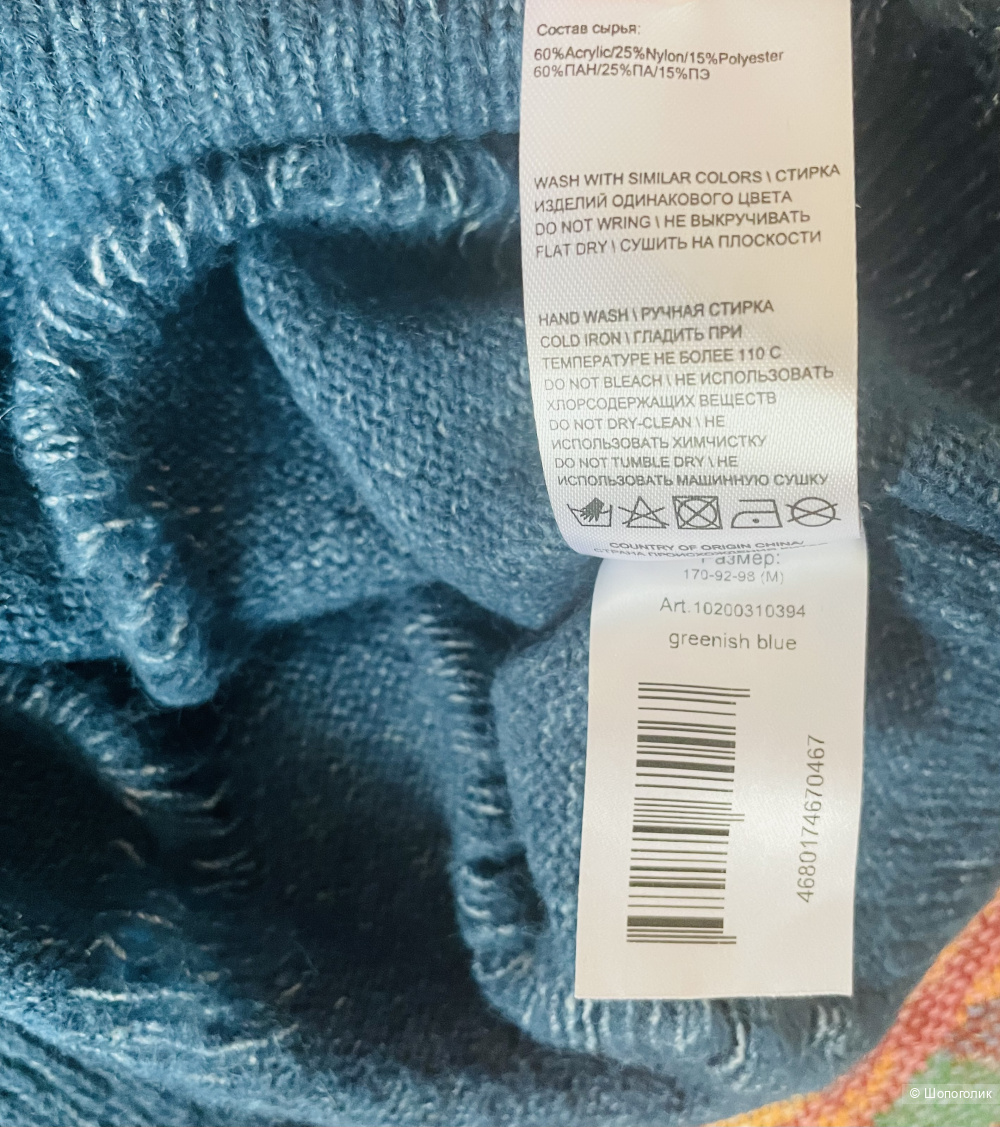 Состав сырья:
60%Acrylic/25%Nylon/15%Polyester
60%ПАН/25%ПА/15%ПЭ
WASH WITH SIMILAR COLORS \ СТИРКА
ИЗДЕЛИЙ ОДИНАКОВОГО ЦВЕТА
DO NOT WRING \ НЕ ВЫКРУЧИВАТЬ
FLAT DRY \ СУШИТЬ НА ПЛОСКОСТИ
HAND WASH \ РУЧНАЯ СТИРКА
COLD IRON \ ГЛАДИТЬ ПРИ
ТЕМПЕРАТУРЕ НЕ БОЛЕЕ 110 С
DO NOT BLEACH \ НЕ ИСПОЛЬЗОВАТЬ
ХЛОРСОДЕРЖАЩИХ ВЕЩЕСТВ
DO NOT DRY-CLEAN \ НЕ
ИСПОЛЬЗОВАТЬ ХИМЧИСТКУ
DO NOT TUMBLE DRY \ НЕ
ИСПОЛЬЗОВАТЬ МАШИННУЮ СУШКУ
COUNTRY OF ORIGIN CHINA/
СТРАНА ПРОИСХОЖДЕНИЯ
Размер:
170-92-98 (M)
Art.10200310394
greenish blue
4680174670467
© Шопоголик